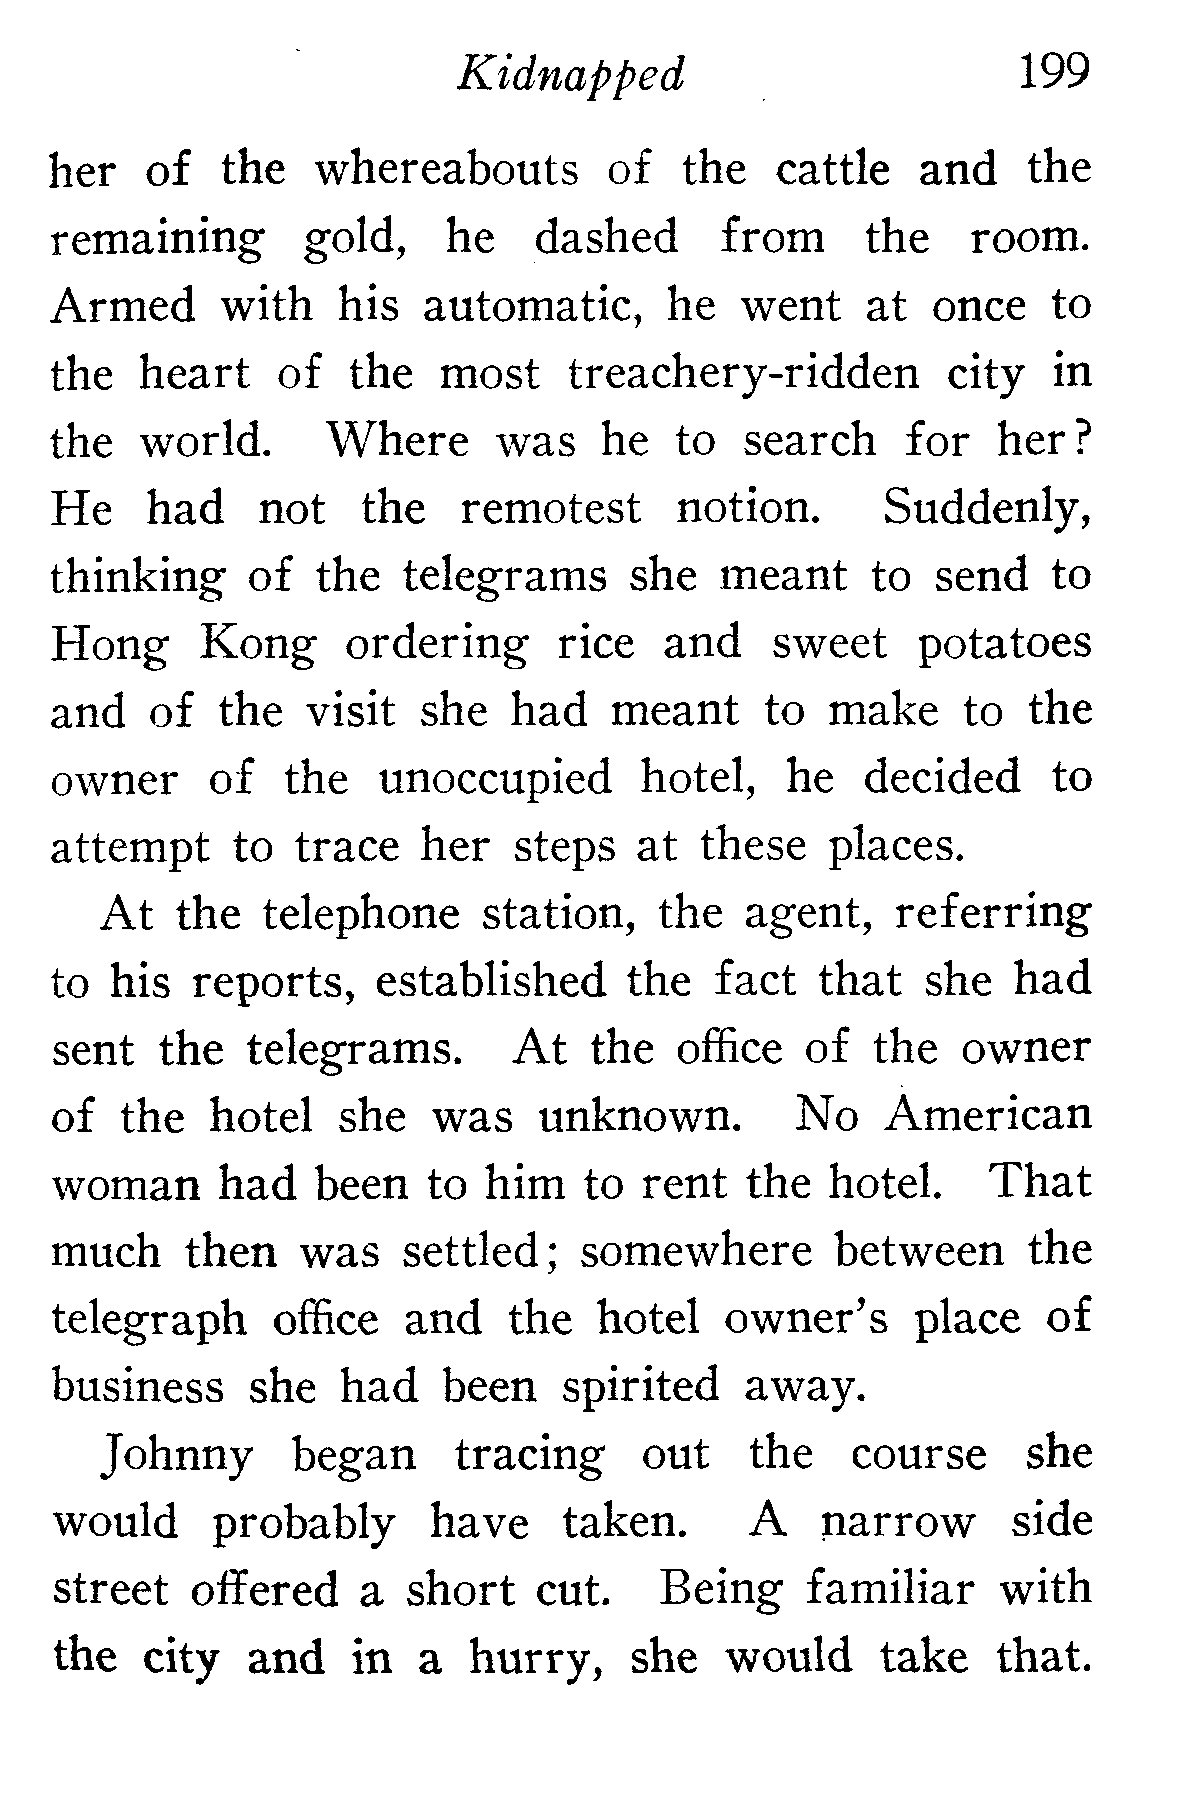 Kidnapped 199
her of the whereabouts of the cattle and the
remaining gold, he dashed from the room.
Armed with his automatic, he went at once to
the heart of the most treachery-ridden city in
the world. Where was he to search for her?
He had not the remotest notion. Suddenly,
thinking of the telegrams she meant to send to
Hong Kong ordering rice and sweet potatoes
and of the visit she had meant to make to the
owner of the unoccupied hotel, he decided to
attempt to trace her steps at these places.
At the telephone station, the agent, referring
to his reports, established the fact that she had
sent the telegrams. At the office of the owner
of the hotel she was unknown. No American
woman had been to him to rent the hotel. That
much then was settled; somewhere between the
telegraph office and the hotel owner's place of
business she had been spirited away.
Johnny began tracing out the course she
would probably have taken. A narrow side
street offered a short cut. Being familiar with
the city and in a hurry, she would take that.